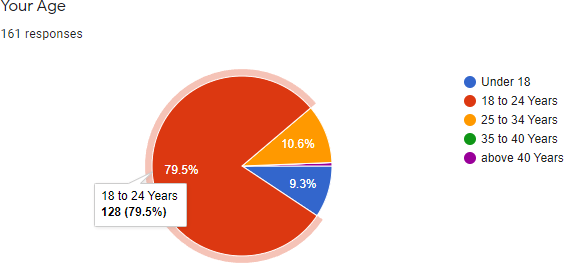 Your Age
161 responses
Under 18
18 to 24 Years
25 to 34 Years
35 to 40 Years
above 40 Years
10.6%
79.5%
9.3%
18 to 24 Years
128 (79.5%)